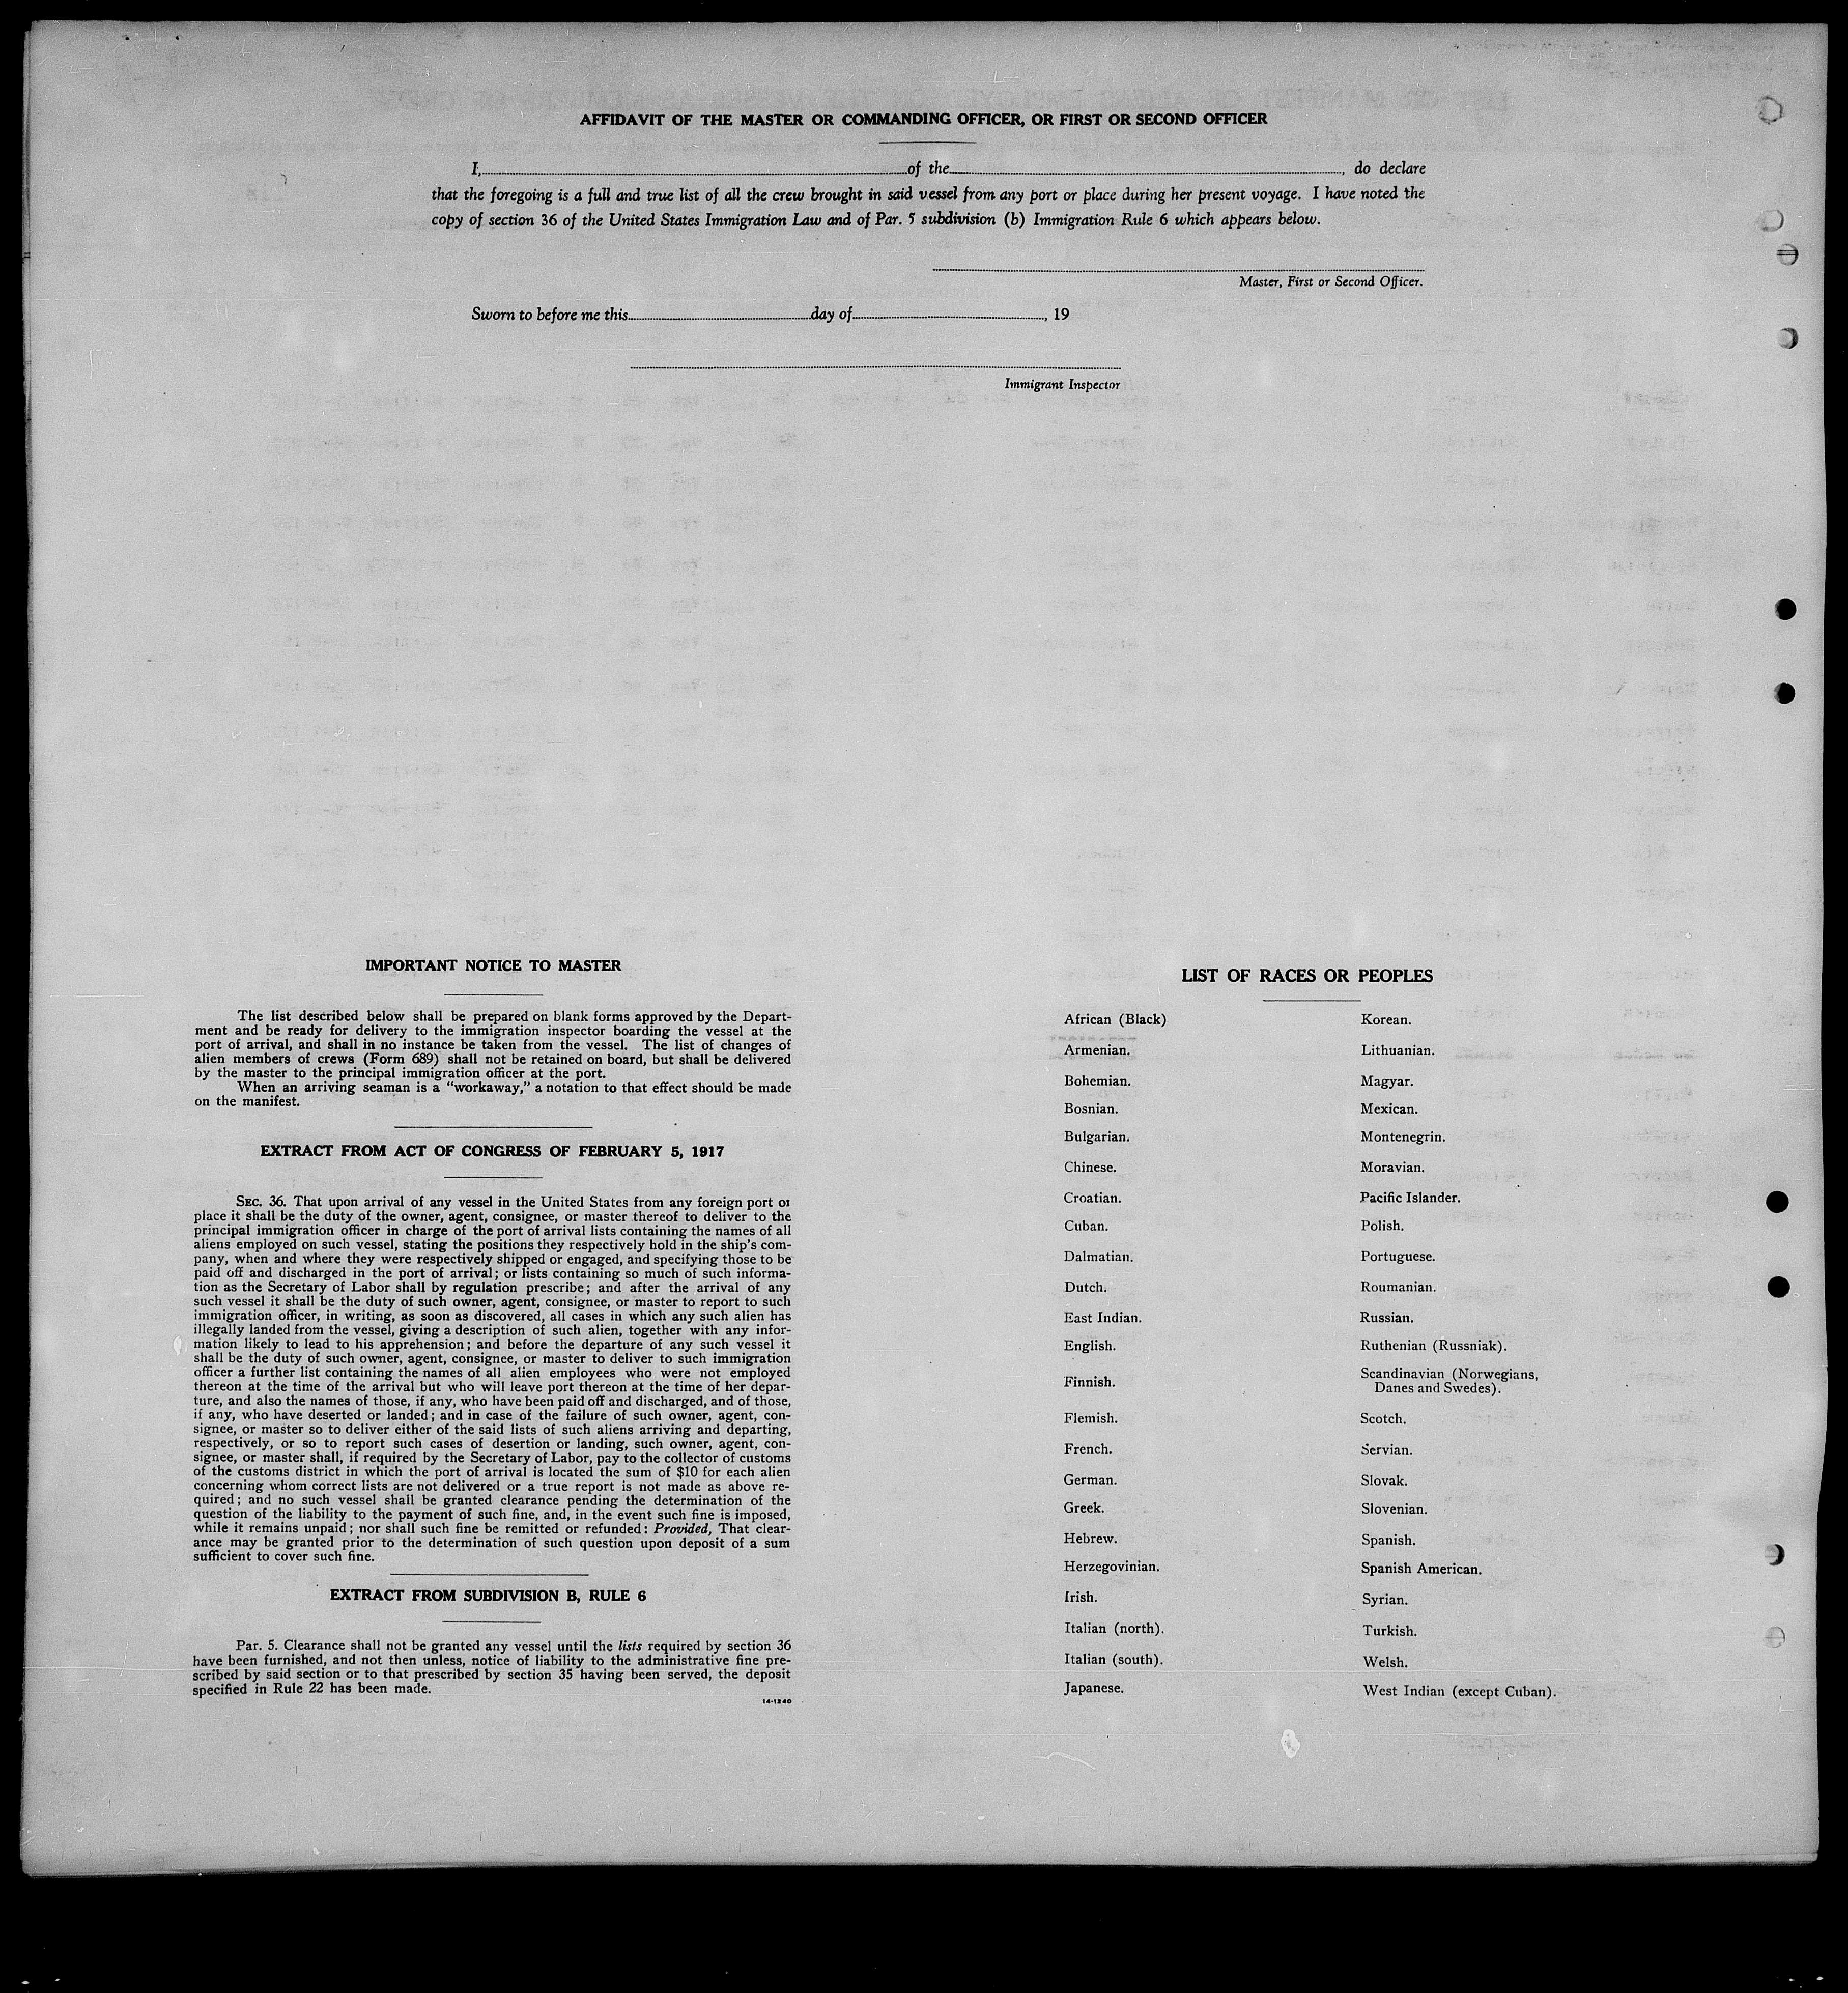 AFFIDAVIT OF THE MASTER OR COMMANDING OFFICER, OR FIRST OR SECOND OFFICER
I, of the , do declare
that the foregoing is a full and true list of all the crew brought in said vessel from any port or place during her present voyage. I have noted the
copy of section 36 of the United States Immigration Law and of Par. 5 subdivision (b) Immigration Rule 6 which appears below.
Master, First or Second Officer.
Sworn to before me this day of , 19
Immigrant Inspector
IMPORTANT NOTICE TO MASTER
The list described below shall be prepared on blank forms approved by the Depart-
ment and be ready for delivery to the immigration inspector boarding the vessel at the
port of arrival, and shall in no instance be taken from the vessel. The list of changes of
alien members of crews (Form 689) shall not be retained on board, but shall be delivered
by the master to the principal immigration officer at the port.
When an arriving seaman is a "workaway," a notation to that effect should be made
on the manifest.
EXTRACT FROM ACT OF CONGRESS OF FEBRUARY 5, 1917
SEC. 36. That upon arrival of any vessel in the United States from any foreign port or
place it shall be the duty of the owner, agent, consignee, or master thereof to deliver to the
principal immigration officer in charge of the port of arrival lists containing the names of all
aliens employed on such vessel, stating the positions they respectively hold in the ship's com-
pany, when and where they were respectively shipped or engaged, and specifying those to be
paid off and discharged in the port of arrival; or lists containing so much of such informa-
tion as the Secretary of Labor shall by regulation prescribe; and after the arrival of any
such vessel it shall be the duty of such owner, agent, consignee, or master to report to such
immigration officer, in writing, as soon as discovered, all cases in which any such alien has
illegally landed from the vessel, giving a description of such alien, together with any infor-
mation likely to lead to his apprehension; and before the departure of any such vessel it
shall be the duty of such owner, agent, consignee, or master to deliver to such immigration
officer a further list containing the names of all alien employees who were not employed
thereon at the time of the arrival but who will leave port thereon at the time of her depar-
ture, and also the names of those, if any, who have been paid off and discharged, and of those,
if any, who have deserted or landed; and in case of the failure of such owner, agent, con-
signee, or master so to deliver either of the said lists of such aliens arriving and departing,
respectively, or so to report such cases of desertion or landing, such owner, agent, con-
signee, or master shall, if required by the Secretary of Labor, pay to the collector of customs
of the customs district in which the port of arrival is located the sum of $10 for each alien
concerning whom correct lists are not delivered or a true report is not made as above re-
quired; and no such vessel shall be granted clearance pending the determination of the
question of the liability to the payment of such fine, and, in the event such fine is imposed,
while it remains unpaid; nor shall such fine be remitted or refunded: Provided, That clear-
ance may be granted prior to the determination of such question upon deposit of a sum
sufficient to cover such fine.
EXTRACT FROM SUBDIVISION B, RULE 6
Par. 5. Clearance shall not be granted any vessel until the lists required by section 36
have been furnished, and not then unless, notice of liability to the administrative fine pre-
scribed by said section or to that prescribed by section 35 having been served, the deposit
specified in Rule 22 has been made.
14-1240
LIST OF RACES OR PEOPLES
African (Black)
Armenian.
Bohemian.
Bosnian.
Bulgarian.
Chinese.
Croatian.
Cuban.
Dalmatian.
Dutch.
East Indian.
English.
Finnish.
Flemish.
French.
German.
Greek.
Hebrew.
Herzegovinian.
Irish.
Italian (north).
Italian (south).
Japanese.
Korean.
Lithuanian.
Magyar.
Mexican.
Montenegrin.
Moravian.
Pacific Islander.
Polish.
Portuguese.
Roumanian.
Russian.
Ruthenian (Russniak).
Scandinavian (Norwegians,
Danes and Swedes).
Scotch.
Servian.
Slovak.
Slovenian.
Spanish.
Spanish American.
Syrian.
Turkish.
Welsh.
West Indian (except Cuban).